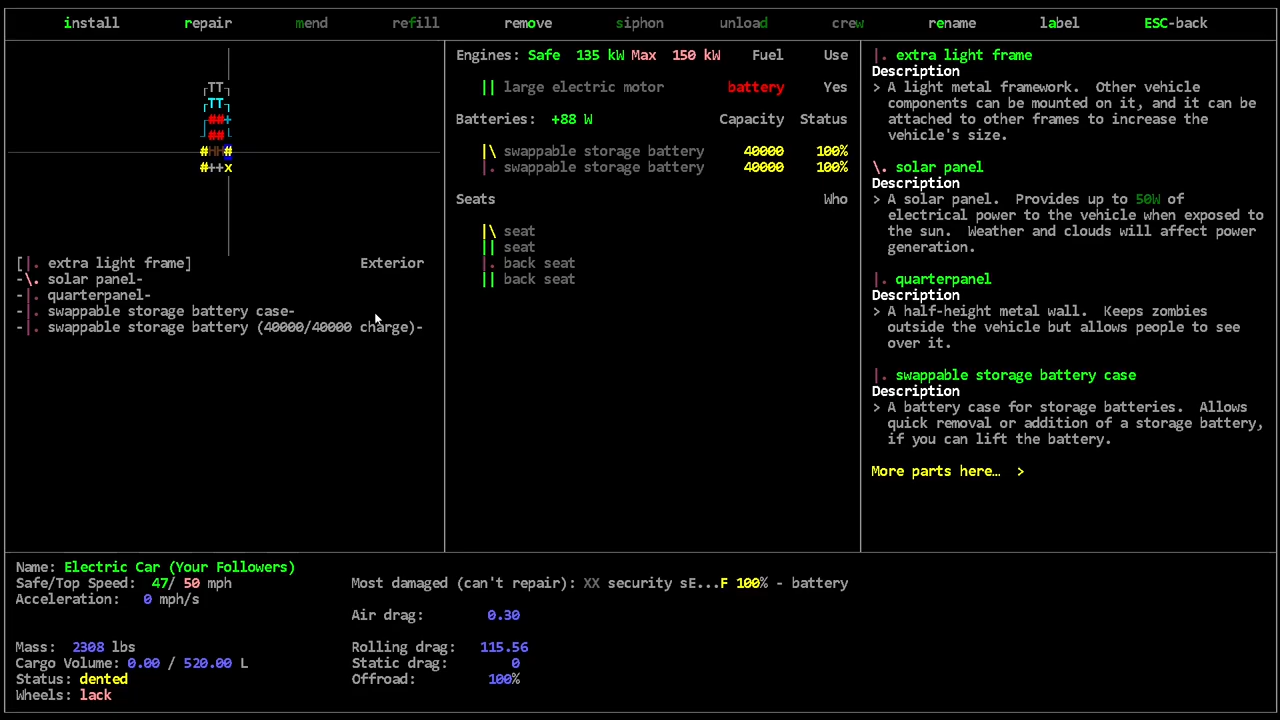 install repair mend refill remove siphon unload crew rename label ESC-back
┌TT┐
┌TT┐
##+
┘##└
#HH#
#++x
[|. extra light frame] Exterior
-\. solar panel-
-|. quarterpanel-
-|. swappable storage battery case-
-|. swappable storage battery (40000/40000 charge)-
Engines: Safe 135 kW Max 150 kW Fuel Use
|| large electric motor battery Yes
Batteries: +88 W Capacity Status
|\ swappable storage battery 40000 100%
|. swappable storage battery 40000 100%
Seats Who
|\ seat
|| seat
|. back seat
|| back seat
|. extra light frame
Description
> A light metal framework. Other vehicle
components can be mounted on it, and it can be
attached to other frames to increase the
vehicle's size.
\. solar panel
Description
> A solar panel. Provides up to 50W of
electrical power to the vehicle when exposed to
the sun. Weather and clouds will affect power
generation.
|. quarterpanel
Description
> A half-height metal wall. Keeps zombies
outside the vehicle but allows people to see
over it.
|. swappable storage battery case
Description
> A battery case for storage batteries. Allows
quick removal or addition of a storage battery,
if you can lift the battery.
More parts here… >
Name: Electric Car (Your Followers)
Safe/Top Speed: 47/ 50 mph
Acceleration: 0 mph/s
Mass: 2308 lbs
Cargo Volume: 0.00 / 520.00 L
Status: dented
Wheels: lack
Most damaged (can't repair): XX security sE...F 100% - battery
Air drag: 0.30
Rolling drag: 115.56
Static drag: 0
Offroad: 100%